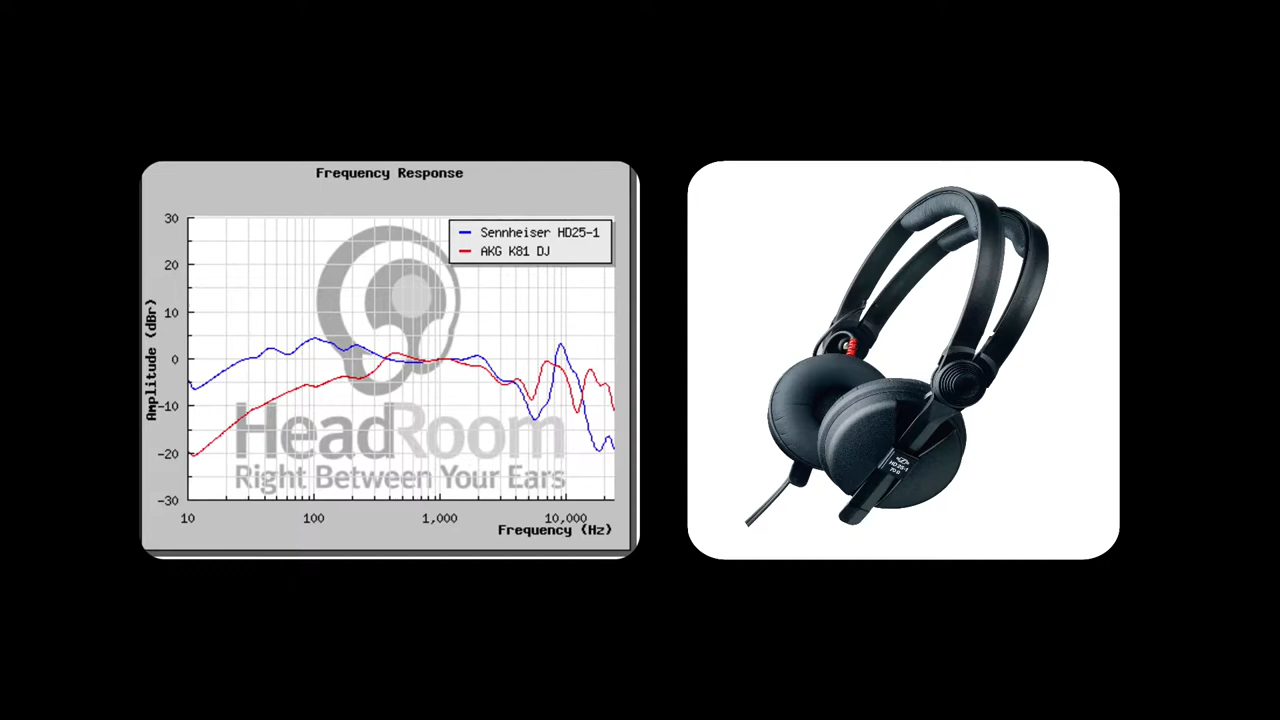 Frequency Response
Sennheiser HD25-1
AKG K81 DJ
Amplitude (dBr)
30
20
10
0
-10
-20
-30
10
100
1,000
10,000
Frequency (Hz)
HeadRoom
Right Between Your Ears
HD 25-1
70 Ω